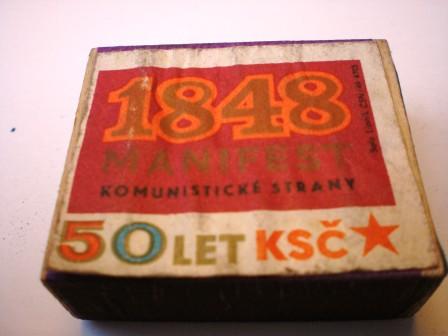 1848
MANIFEST
KOMUNISTICKÉ STRANY
50 LET KSČ